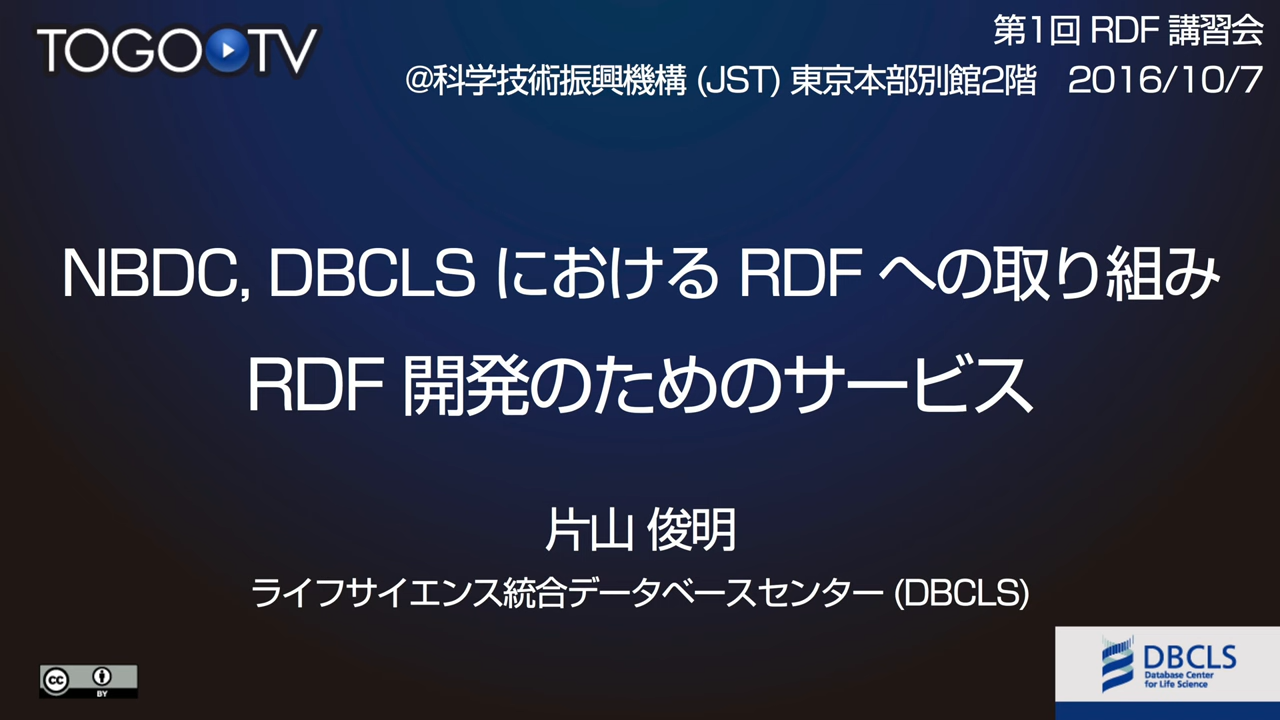 TOGO TV
第1回 RDF 講習会
@科学技術振興機構 (JST) 東京本部別館2階　2016/10/7
NBDC, DBCLS における RDF への取り組み
RDF 開発のためのサービス
片山 俊明
ライフサイエンス統合データベースセンター (DBCLS)
cc
BY
DBCLS
Database Center
for Life Science